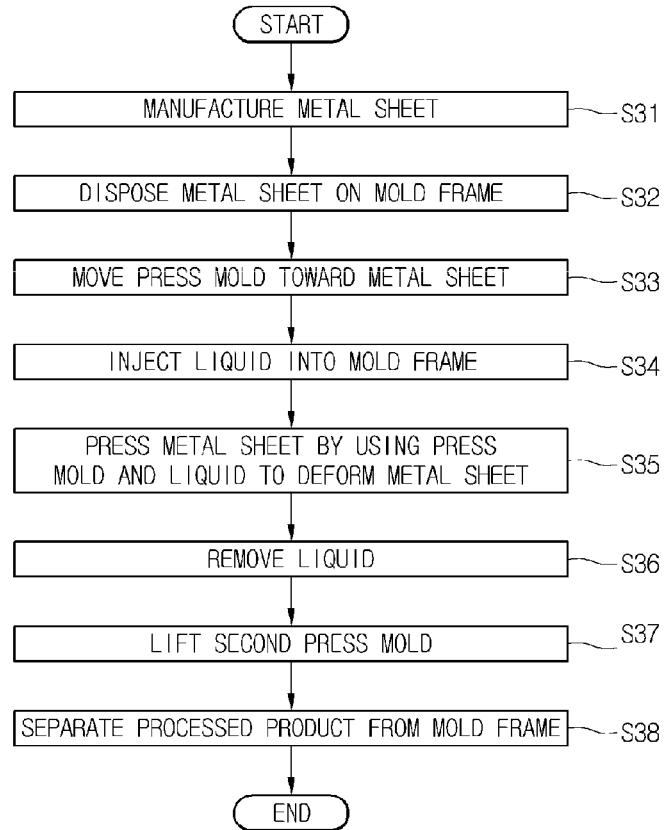 START
MANUFACTURE METAL SHEET
S31
DISPOSE METAL SHEET ON MOLD FRAME
S32
MOVE PRESS MOLD TOWARD METAL SHEET
S33
INJECT LIQUID INTO MOLD FRAME
S34
PRESS METAL SHEET BY USING PRESS
MOLD AND LIQUID TO DEFORM METAL SHEET
S35
REMOVE LIQUID
S36
LIFT SECOND PRESS MOLD
S37
SEPARATE PROCESSED PRODUCT FROM MOLD FRAME
S38
END